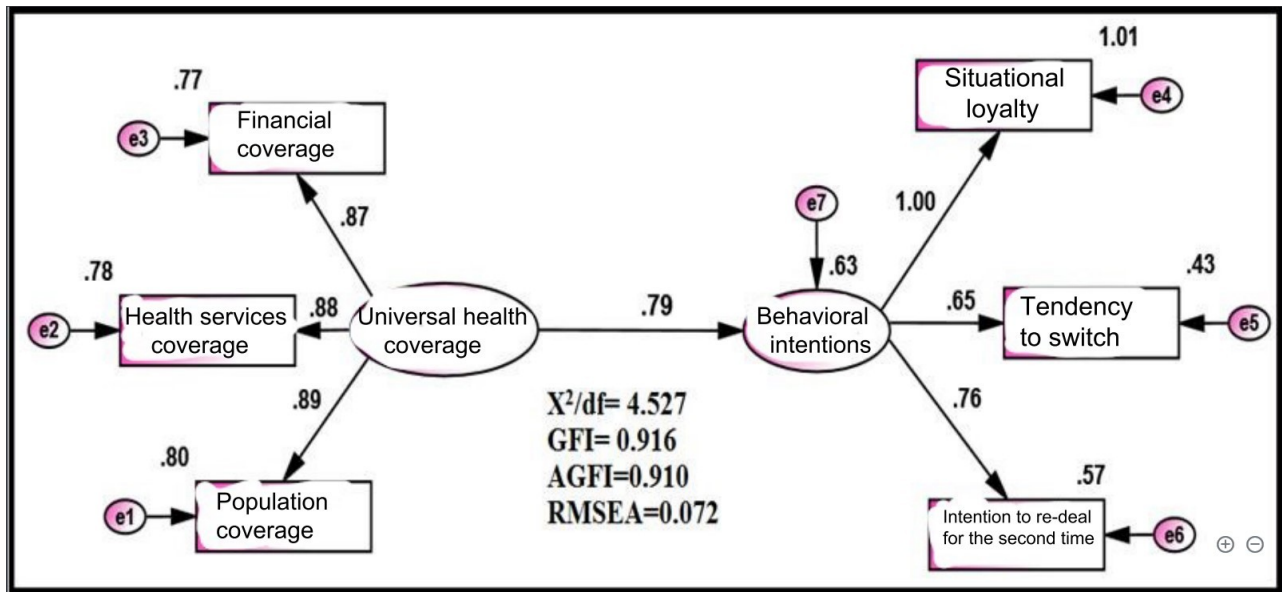 1.01
Situational
loyalty
e4
.77
Financial
coverage
e3
.87
1.00
e7
.63
.78
Health services
coverage
e2
.88
Universal health
coverage
.79
Behavioral
intentions
.65
.43
Tendency
to switch
e5
.89
.76
X²/df= 4.527
GFI= 0.916
AGFI=0.910
RMSEA=0.072
.80
Population
coverage
e1
.57
Intention to re-deal
for the second time
e6